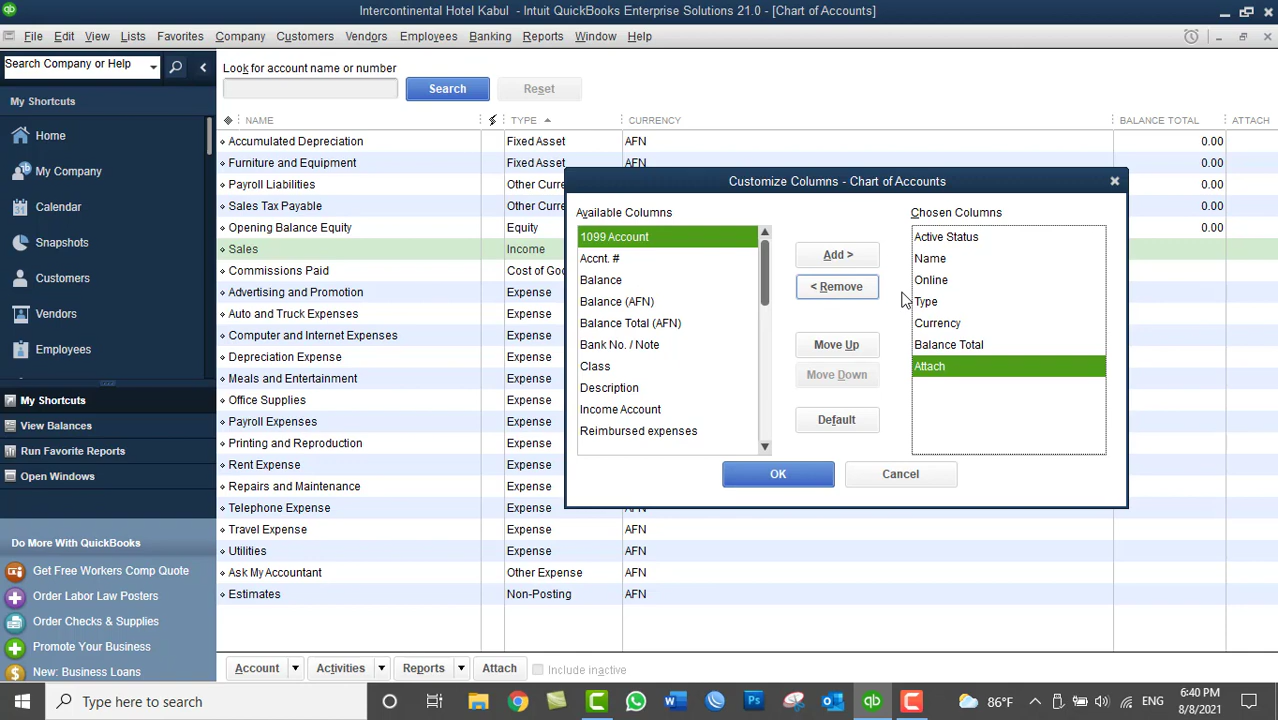 Intercontinental Hotel Kabul - Intuit QuickBooks Enterprise Solutions 21.0 - [Chart of Accounts]
File Edit View Lists Favorites Company Customers Vendors Employees Banking Reports Window Help
Search Company or Help
My Shortcuts
Home
My Company
Calendar
Snapshots
Customers
Vendors
Employees
My Shortcuts
View Balances
Run Favorite Reports
Open Windows
Do More With QuickBooks
Get Free Workers Comp Quote
Order Labor Law Posters
Order Checks & Supplies
Promote Your Business
New: Business Loans
Look for account name or number
Search Reset
NAME TYPE CURRENCY BALANCE TOTAL ATTACH
Accumulated Depreciation Fixed Asset AFN 0.00
Furniture and Equipment Fixed Asset AFN 0.00
Payroll Liabilities Other Curre 0.00
Sales Tax Payable Other Curre 0.00
Opening Balance Equity Equity 0.00
Sales Income
Commissions Paid Cost of Goo
Advertising and Promotion Expense
Auto and Truck Expenses Expense
Computer and Internet Expenses Expense
Depreciation Expense Expense
Meals and Entertainment Expense
Office Supplies Expense
Payroll Expenses Expense
Printing and Reproduction Expense
Rent Expense Expense
Repairs and Maintenance Expense
Telephone Expense Expense AFN
Travel Expense Expense AFN
Utilities Expense AFN
Ask My Accountant Other Expense AFN
Estimates Non-Posting AFN
Customize Columns - Chart of Accounts
Available Columns
1099 Account
Accnt. #
Balance
Balance (AFN)
Balance Total (AFN)
Bank No. / Note
Class
Description
Income Account
Reimbursed expenses
Add >
< Remove
Move Up
Move Down
Default
Chosen Columns
Active Status
Name
Online
Type
Currency
Balance Total
Attach
OK Cancel
Account Activities Reports Attach Include inactive
Type here to search
86°F ENG
6:40 PM
8/8/2021